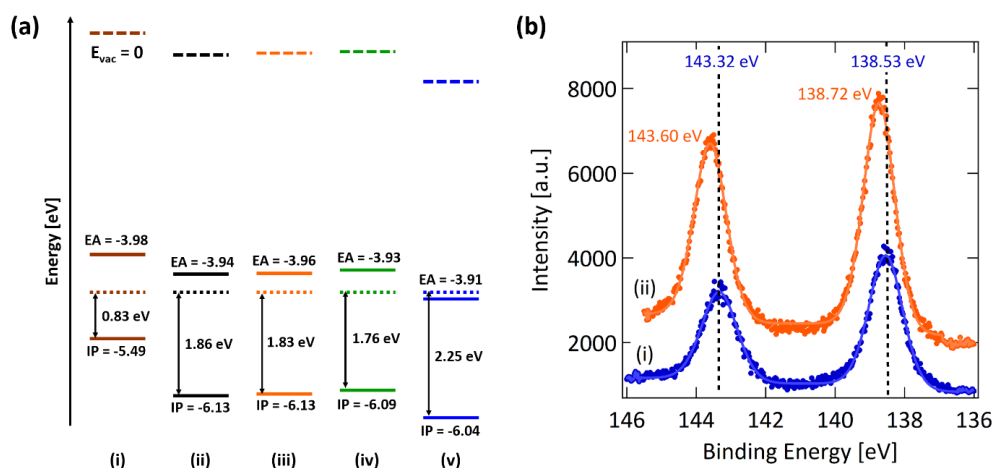 (a)
Energy [eV]
E_vac = 0
EA = -3.98
0.83 eV
IP = -5.49
(i)
EA = -3.94
1.86 eV
IP = -6.13
(ii)
EA = -3.96
1.83 eV
IP = -6.13
(iii)
EA = -3.93
1.76 eV
IP = -6.09
(iv)
EA = -3.91
2.25 eV
IP = -6.04
(v)
(b)
143.32 eV
138.53 eV
138.72 eV
143.60 eV
(ii)
(i)
Intensity [a.u.]
8000
6000
4000
2000
146 144 142 140 138 136
Binding Energy [eV]